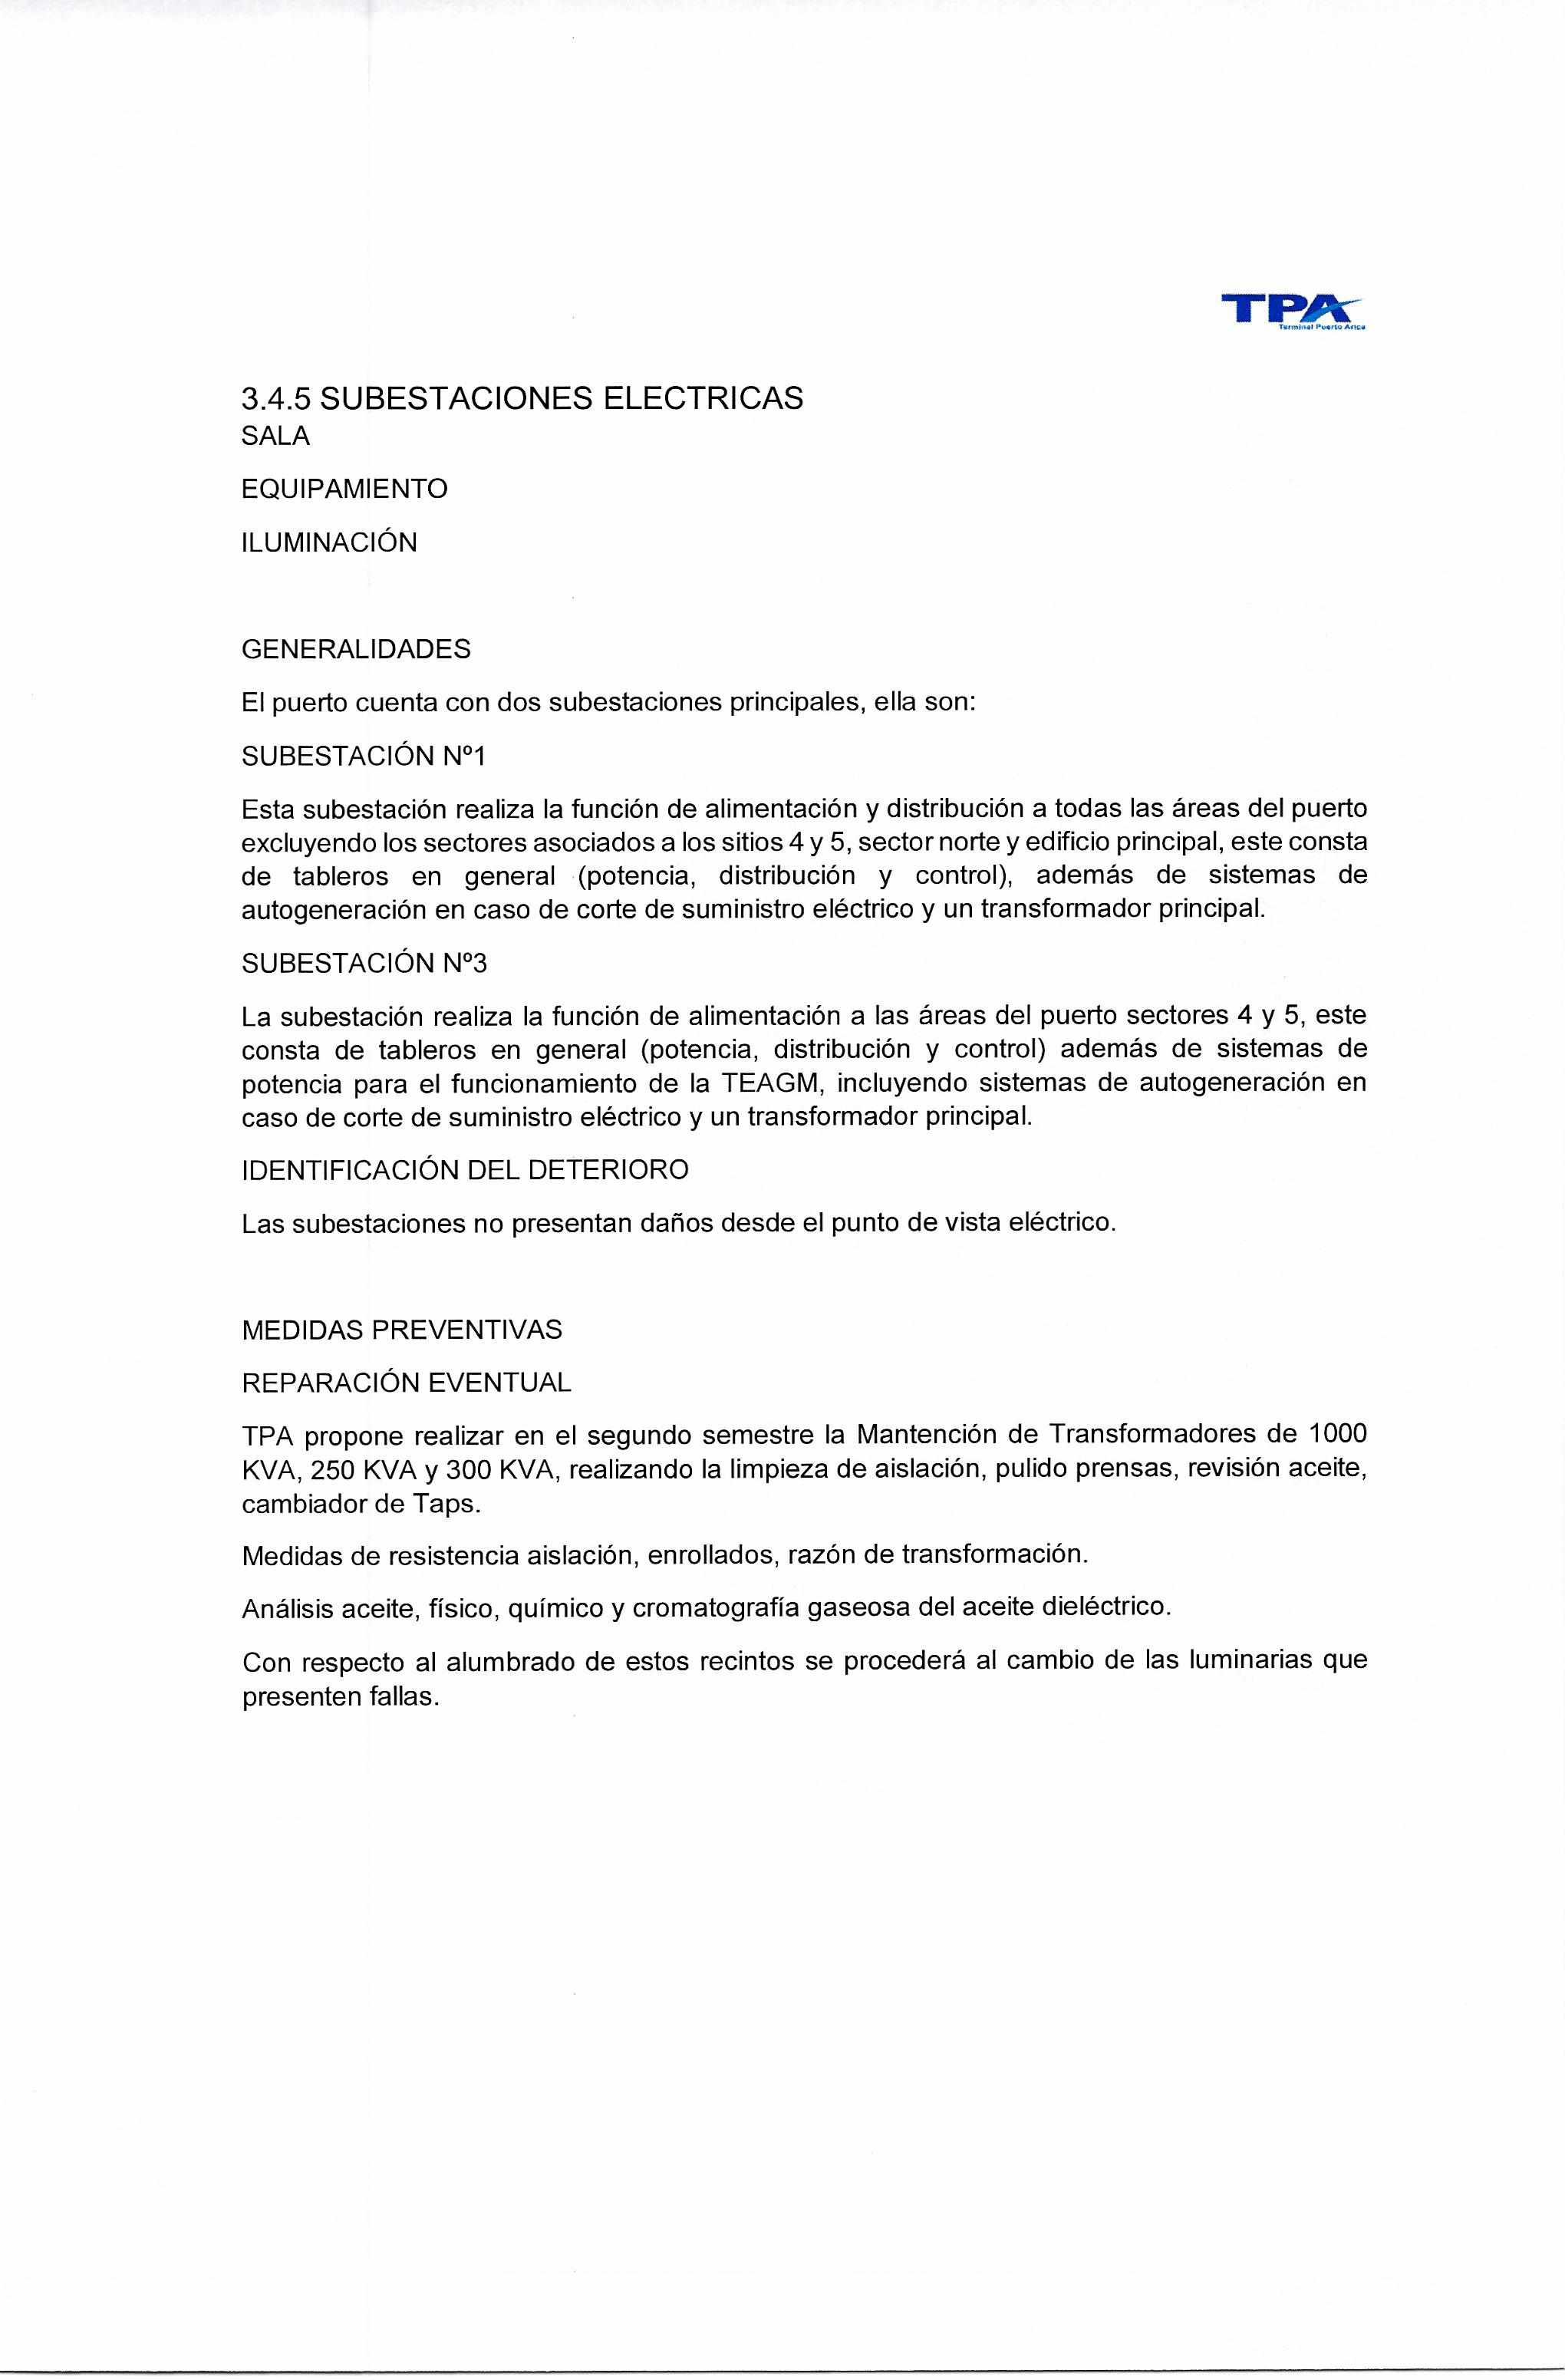 TPA
Terminal Puerto Arica
3.4.5 SUBESTACIONES ELECTRICAS
SALA
EQUIPAMIENTO
ILUMINACIÓN
GENERALIDADES
El puerto cuenta con dos subestaciones principales, ella son:
SUBESTACIÓN Nº1
Esta subestación realiza la función de alimentación y distribución a todas las áreas del puerto
excluyendo los sectores asociados a los sitios 4 y 5, sector norte y edificio principal, este consta
de tableros en general (potencia, distribución y control), además de sistemas de
autogeneración en caso de corte de suministro eléctrico y un transformador principal.
SUBESTACIÓN Nº3
La subestación realiza la función de alimentación a las áreas del puerto sectores 4 y 5, este
consta de tableros en general (potencia, distribución y control) además de sistemas de
potencia para el funcionamiento de la TEAGM, incluyendo sistemas de autogeneración en
caso de corte de suministro eléctrico y un transformador principal.
IDENTIFICACIÓN DEL DETERIORO
Las subestaciones no presentan daños desde el punto de vista eléctrico.
MEDIDAS PREVENTIVAS
REPARACIÓN EVENTUAL
TPA propone realizar en el segundo semestre la Mantención de Transformadores de 1000
KVA, 250 KVA y 300 KVA, realizando la limpieza de aislación, pulido prensas, revisión aceite,
cambiador de Taps.
Medidas de resistencia aislación, enrollados, razón de transformación.
Análisis aceite, físico, químico y cromatografía gaseosa del aceite dieléctrico.
Con respecto al alumbrado de estos recintos se procederá al cambio de las luminarias que
presenten fallas.